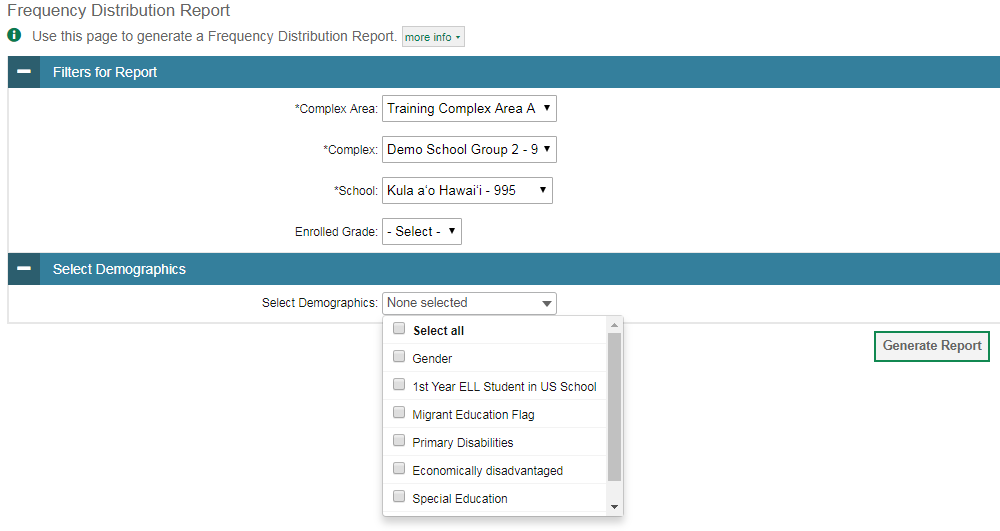 Frequency Distribution Report
Use this page to generate a Frequency Distribution Report. more info
Filters for Report
*Complex Area: Training Complex Area A
*Complex: Demo School Group 2 - 9
*School: Kula aʻo Hawaiʻi - 995
Enrolled Grade: - Select -
Select Demographics
Select Demographics: None selected
Select all
Generate Report
Gender
1st Year ELL Student in US School
Migrant Education Flag
Primary Disabilities
Economically disadvantaged
Special Education